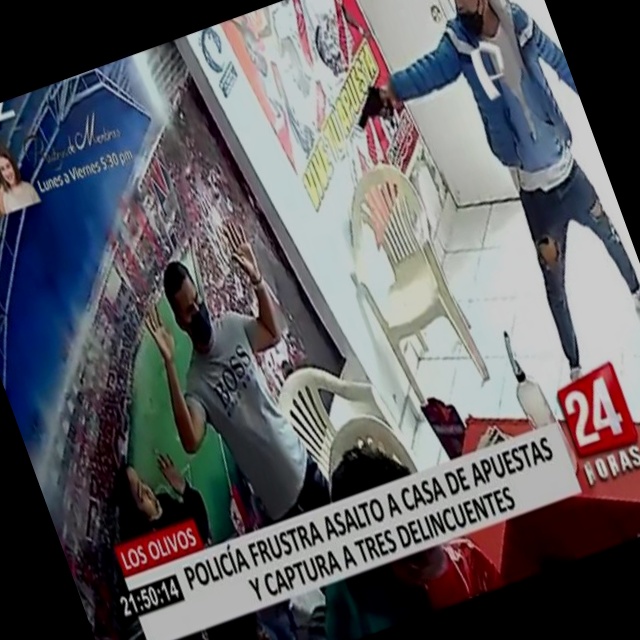 Lunes a Viernes 5:30 pm
BOSS
24
HORAS
LOS OLIVOS
21:50:14
POLICÍA FRUSTRA ASALTO A CASA DE APUESTAS
Y CAPTURA A TRES DELINCUENTES